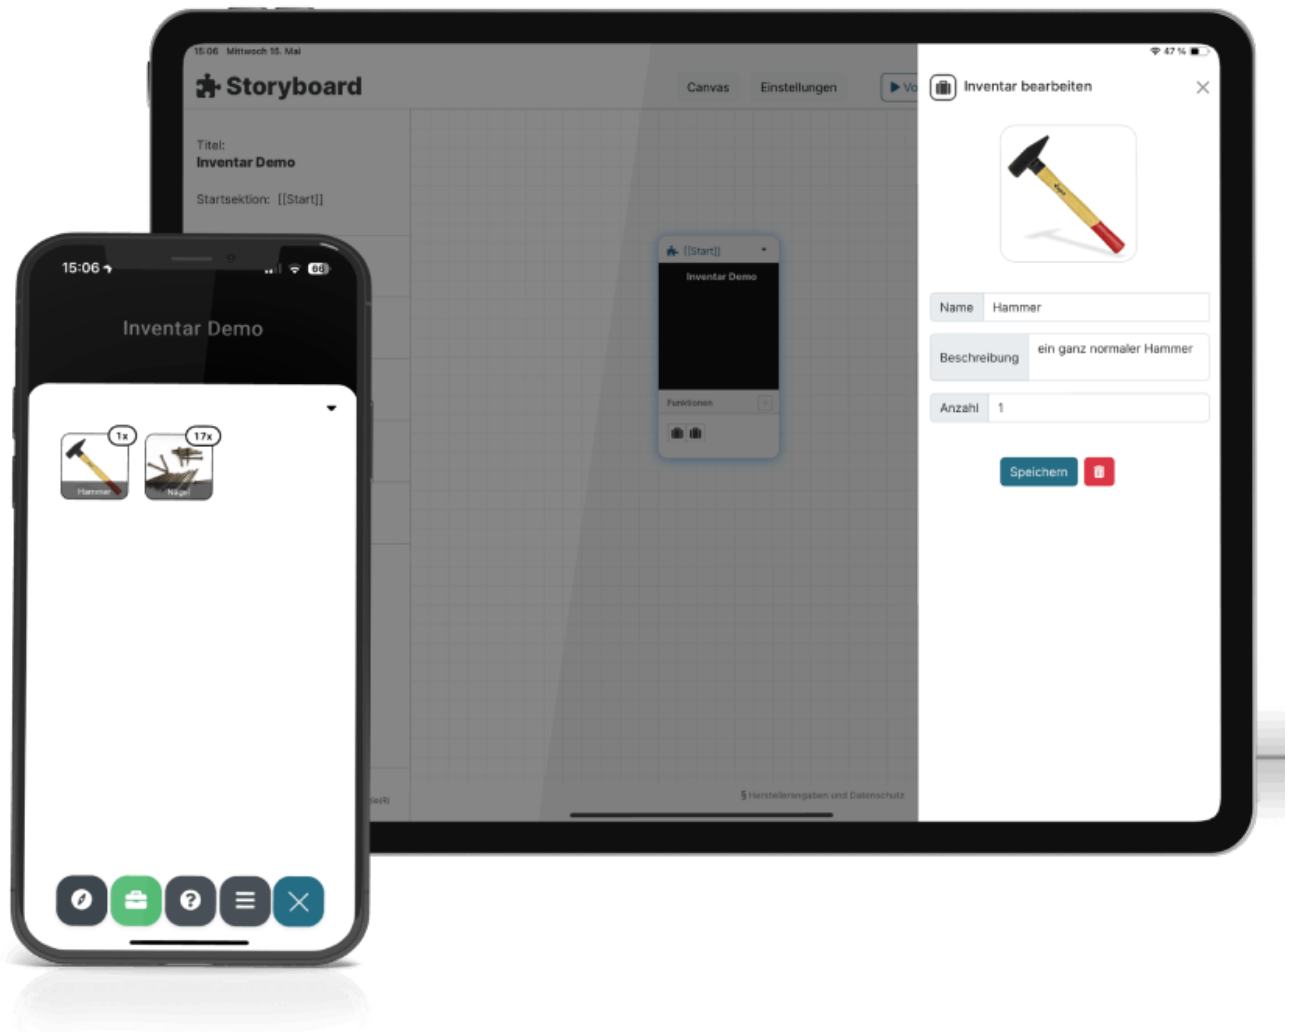 15:06 Mittwoch 15. Mai
47 %
Storyboard
Canvas
Einstellungen
Vo
Titel:
Inventar Demo
Startsektion: [[Start]]
[[Start]]
Inventar Demo
Funktionen
§ Herstellerangaben und Datenschutz
Inventar bearbeiten
Name Hammer
Beschreibung ein ganz normaler Hammer
Anzahl 1
Speichern
15:06
66
Inventar Demo
1x
17x
Hammer
Nägel